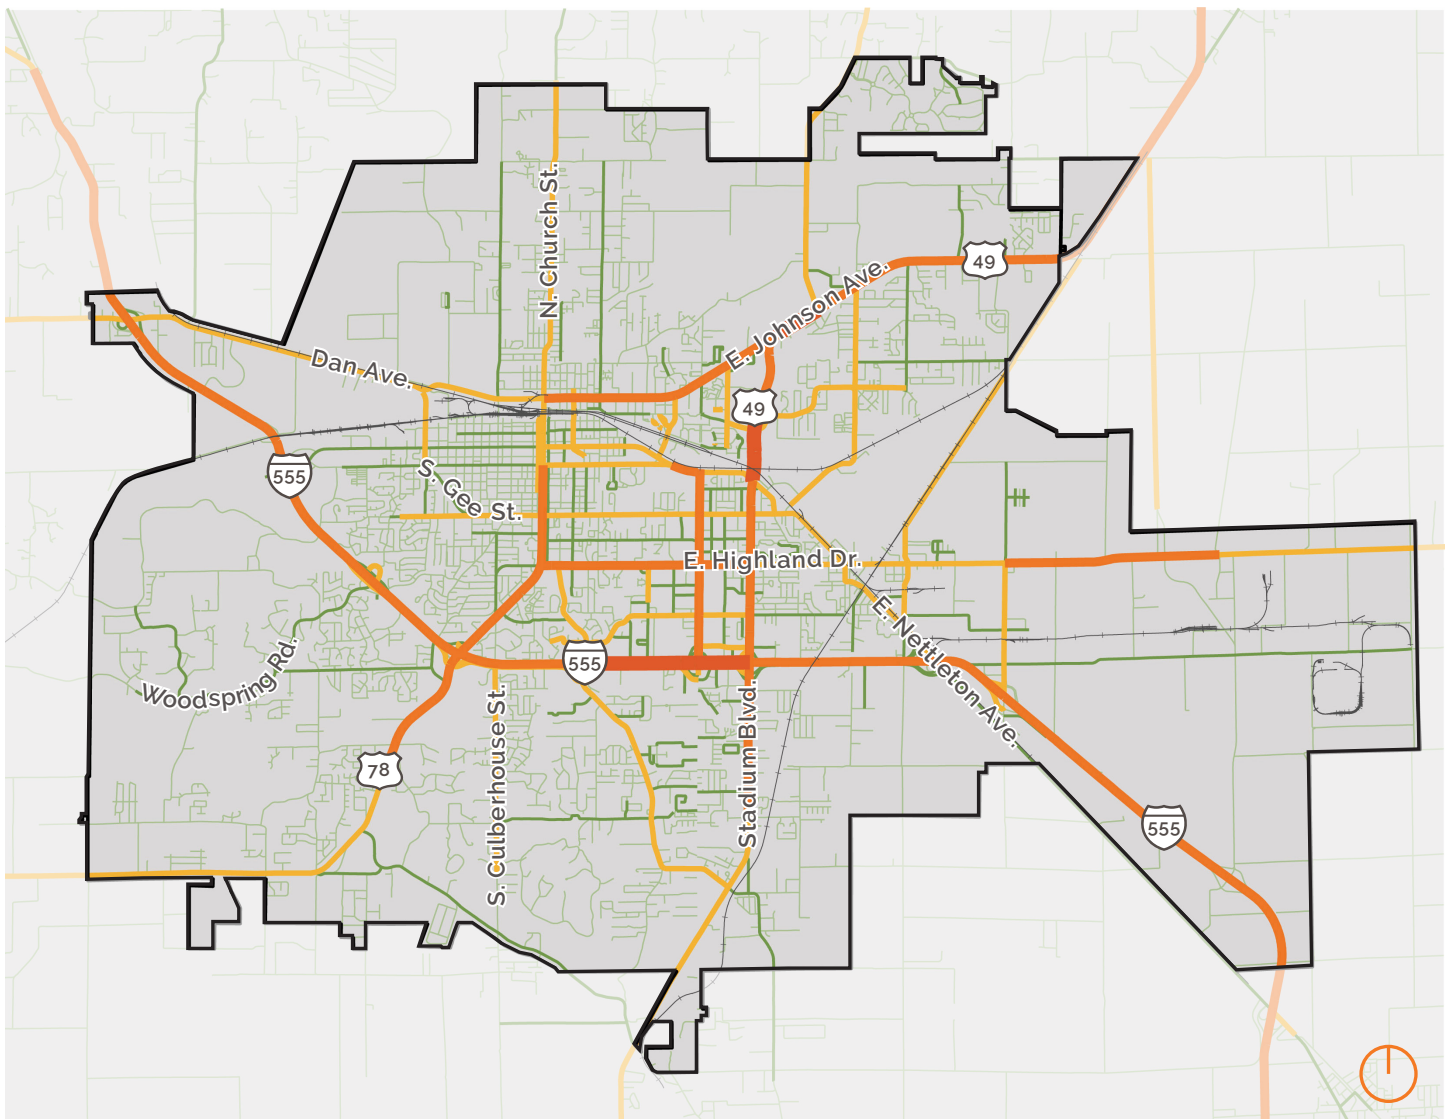 N. Church St.
49
E. Johnson Ave.
Dan Ave.
49
555
S. Gee St.
E. Highland Dr.
E. Nettleton Ave.
Woodspring Rd.
555
S. Culberhouse St.
Stadium Blvd.
78
555